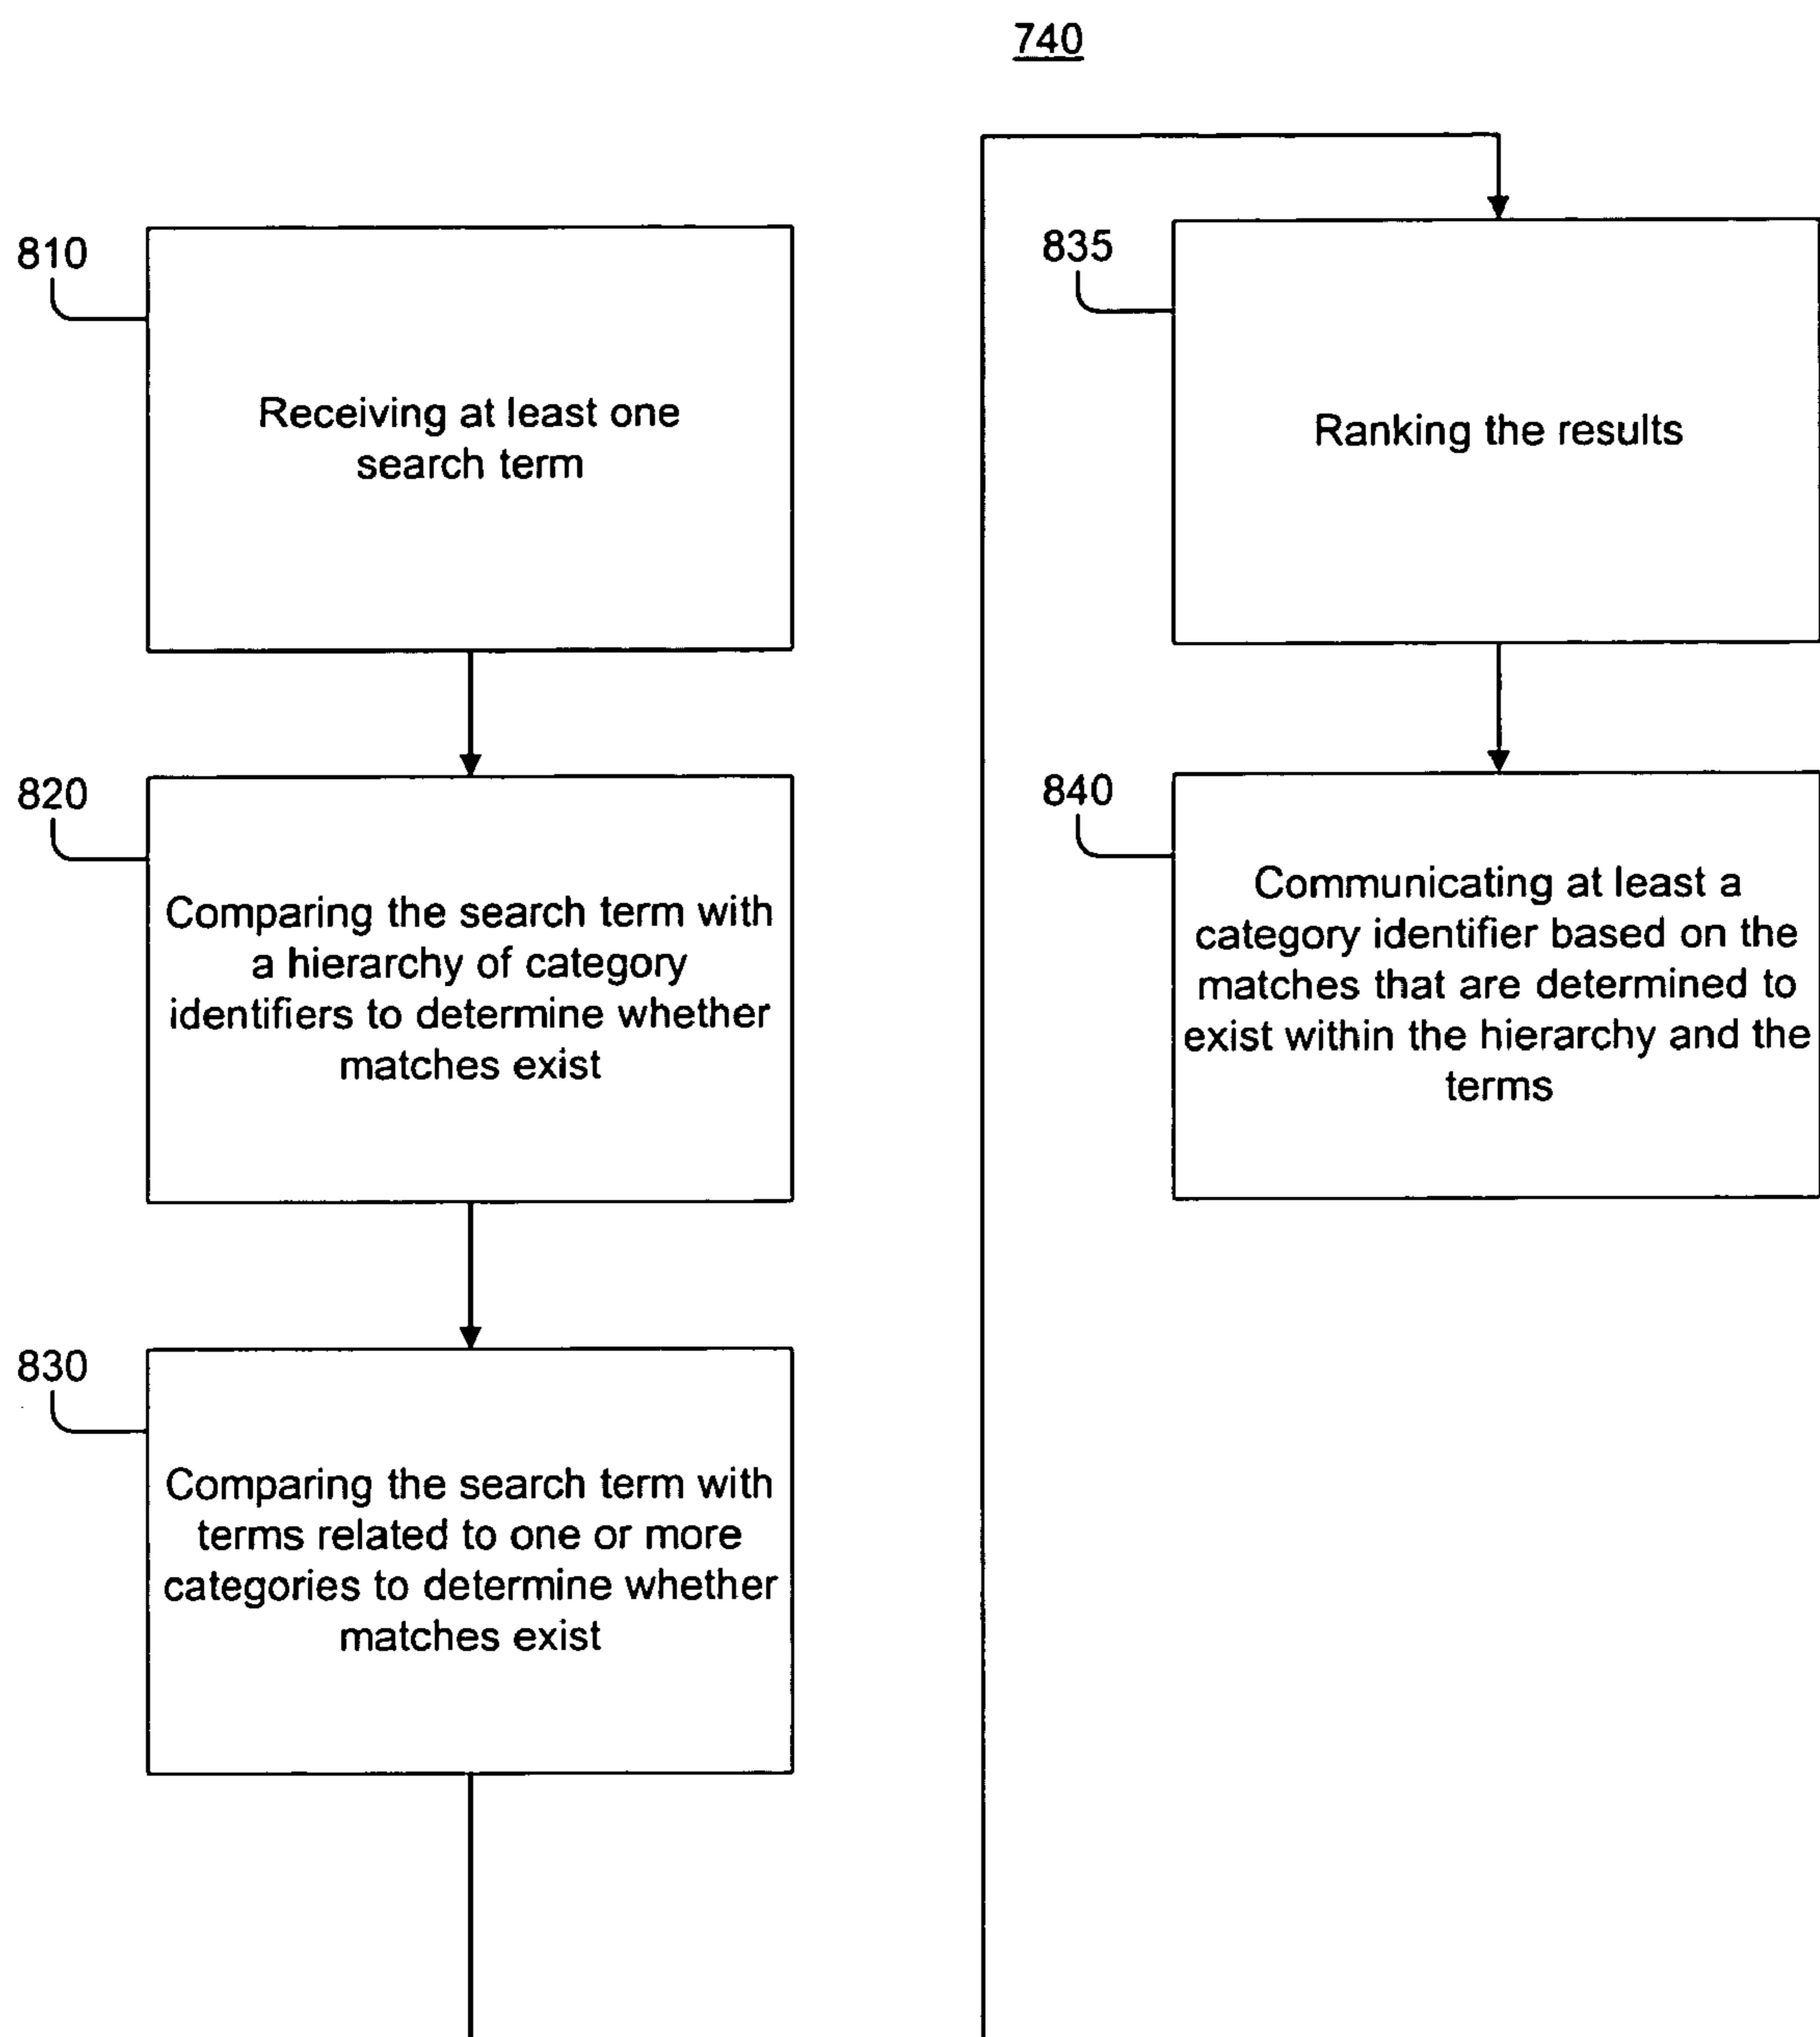 740
810
Receiving at least one
search term
820
Comparing the search term with
a hierarchy of category
identifiers to determine whether
matches exist
830
Comparing the search term with
terms related to one or more
categories to determine whether
matches exist
835
Ranking the results
840
Communicating at least a
category identifier based on the
matches that are determined to
exist within the hierarchy and the
terms